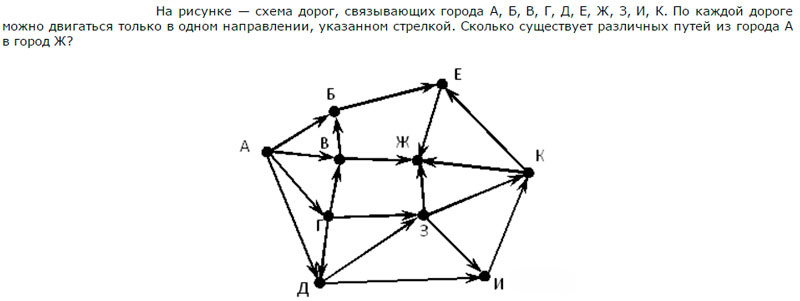 На рисунке — схема дорог, связывающих города А, Б, В, Г, Д, Е, Ж, З, И, К. По каждой дороге
можно двигаться только в одном направлении, указанном стрелкой. Сколько существует различных путей из города А
в город Ж?
Е
Б
А
В
Ж
К
Г
З
Д
И